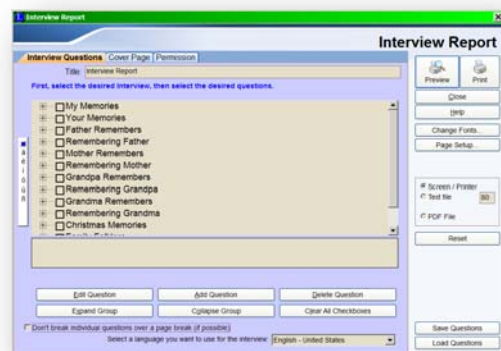 Interview Report
Interview Report
Interview Questions Cover Page Permission
Title: Interview Report
First, select the desired interview, then select the desired questions.
My Memories
Your Memories
Father Remembers
Remembering Father
Mother Remembers
Remembering Mother
Grandpa Remembers
Remembering Grandpa
Grandma Remembers
Remembering Grandma
Christmas Memories
Edit Question Add Question Delete Question
Expand Group Collapse Group Clear All Checkboxes
Don't break individual questions over a page break (if possible)
Select a language you want to use for the interview: English - United States
Preview Print
Close
Help
Change Fonts...
Page Setup...
Screen / Printer
Text file 80
PDF File
Reset
Save Questions
Load Questions